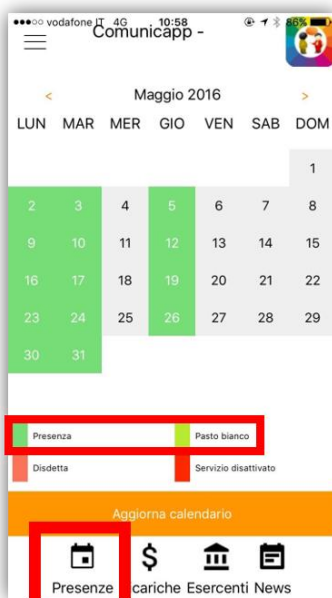 vodafone IT 4G 10:58 86%
Comunicapp -
< Maggio 2016 >
LUN MAR MER GIO VEN SAB DOM
1
2 3 4 5 6 7 8
9 10 11 12 13 14 15
16 17 18 19 20 21 22
23 24 25 26 27 28 29
30 31
Presenza Pasto bianco
Disdetta Servizio disattivato
Aggiorna calendario
Presenze cariche Esercenti News